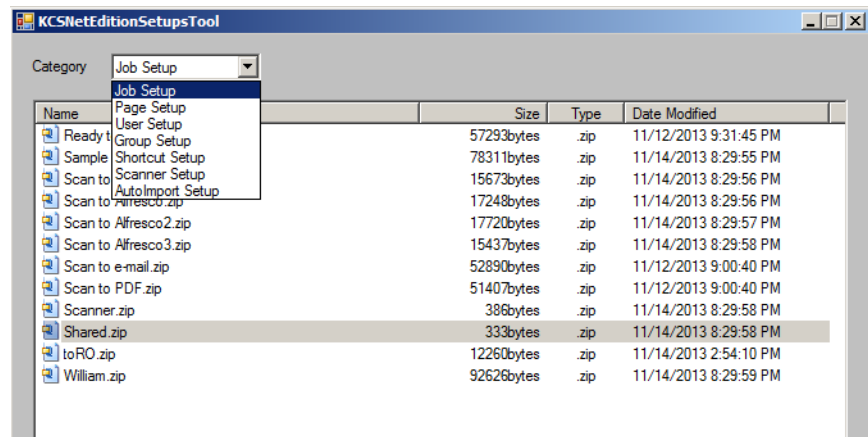 KCSNetEditionSetupsTool
Category Job Setup
Job Setup
Page Setup
User Setup
Group Setup
Shortcut Setup
Scanner Setup
AutoImport Setup
Name Size Type Date Modified
Ready 57293bytes .zip 11/12/2013 9:31:45 PM
Sample 78311bytes .zip 11/14/2013 8:29:55 PM
Scan to 15673bytes .zip 11/14/2013 8:29:56 PM
Scan to Alfresco.zip 17248bytes .zip 11/14/2013 8:29:56 PM
Scan to Alfresco2.zip 17720bytes .zip 11/14/2013 8:29:57 PM
Scan to Alfresco3.zip 15437bytes .zip 11/14/2013 8:29:58 PM
Scan to e-mail.zip 52890bytes .zip 11/12/2013 9:00:40 PM
Scan to PDF.zip 51407bytes .zip 11/12/2013 9:00:40 PM
Scanner.zip 386bytes .zip 11/14/2013 8:29:58 PM
Shared.zip 333bytes .zip 11/14/2013 8:29:58 PM
toRO.zip 12260bytes .zip 11/14/2013 2:54:10 PM
William.zip 92626bytes .zip 11/14/2013 8:29:59 PM